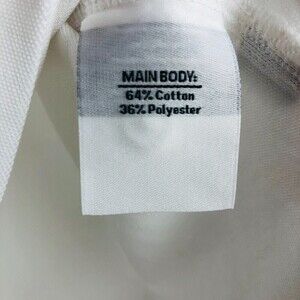 MAIN BODY:
64% Cotton
36% Polyester